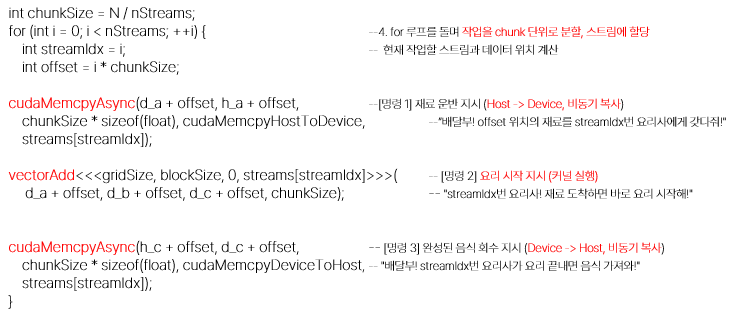 int chunkSize = N / nStreams;
for (int i = 0; i < nStreams; ++i) { --4. for 루프를 돌며 작업을 chunk 단위로 분할, 스트림에 할당
int streamIdx = i; -- 현재 작업할 스트림과 데이터 위치 계산
int offset = i * chunkSize;
cudaMemcpyAsync(d_a + offset, h_a + offset, --[명령 1] 재료 운반 지시 (Host -> Device, 비동기 복사)
chunkSize * sizeof(float), cudaMemcpyHostToDevice, --"배달부! offset 위치의 재료를 streamIdx번 요리사에게 갖다줘!"
streams[streamIdx]);
vectorAdd<<<gridSize, blockSize, 0, streams[streamIdx]>>>( -- [명령 2] 요리 시작 지시 (커널 실행)
d_a + offset, d_b + offset, d_c + offset, chunkSize); -- "streamIdx번 요리사! 재료 도착하면 바로 요리 시작해!"
cudaMemcpyAsync(h_c + offset, d_c + offset, -- [명령 3] 완성된 음식 회수 지시 (Device -> Host, 비동기 복사)
chunkSize * sizeof(float), cudaMemcpyDeviceToHost, -- "배달부! streamIdx번 요리사가 요리 끝내면 음식 가져와!"
streams[streamIdx]);
}